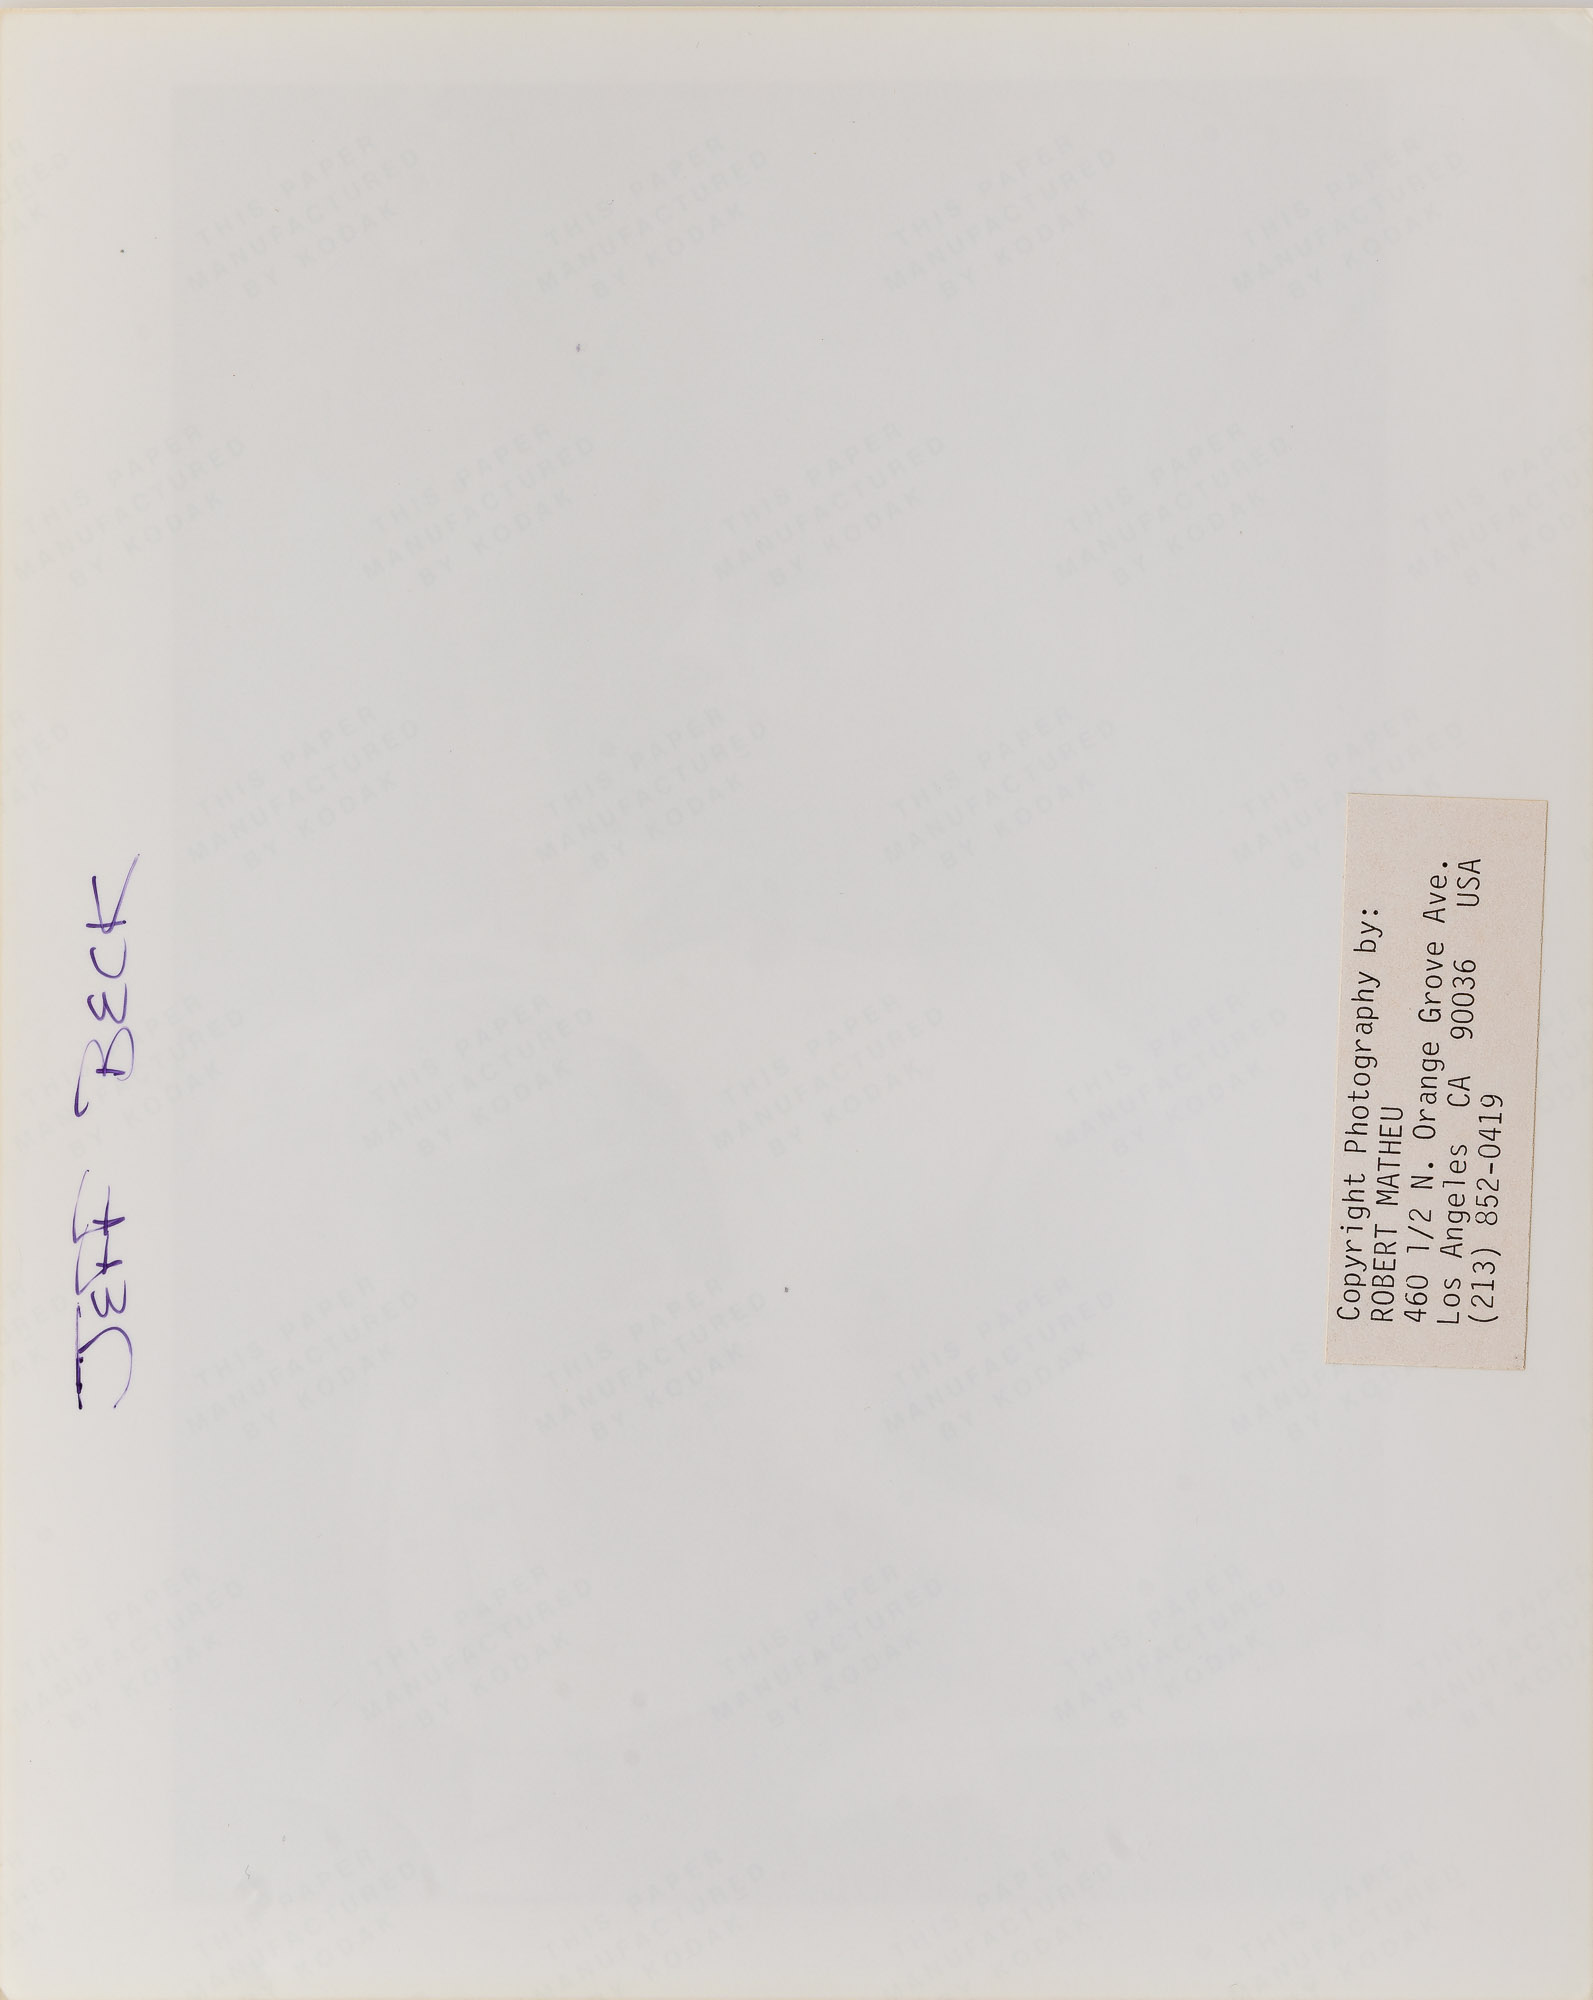 JEFF BECK
Copyright Photography by:
ROBERT MATHEU
460 1/2 N. Orange Grove Ave.
Los Angeles CA 90036 USA
(213) 852-0419
THIS PAPER
MANUFACTURED
BY KODAK